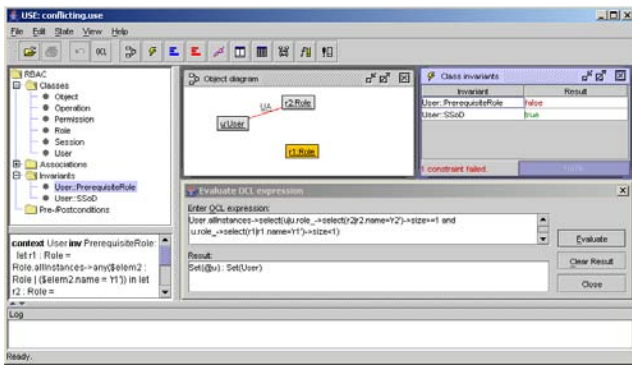 USE: conflicting.use
File Edit State View Help
OCL
RBAC
Classes
Object
Operation
Permission
Role
Session
User
Associations
Invariants
User::PrerequisiteRole
User::SSoD
Pre-/Postconditions
context User inv PrerequisiteRole:
let r1 : Role =
Role.allInstances->any($elem2 :
Role | ($elem2.name = 'r1')) in let
r2 : Role =
Object diagram
UA
r2:Role
u:User
r1:Role
Class invariants
Invariant Result
User::PrerequisiteRole false
User::SSoD true
1 constraint failed. 100%
Evaluate OCL expression
Enter OCL expression:
User.allInstances->select(u|u.role_->select(r2|r2.name='r2')->size>=1 and
u.role_->select(r1|r1.name='r1')->size<1)
Evaluate
Result:
Set{@u} : Set(User)
Clear Result
Close
Log
Ready.